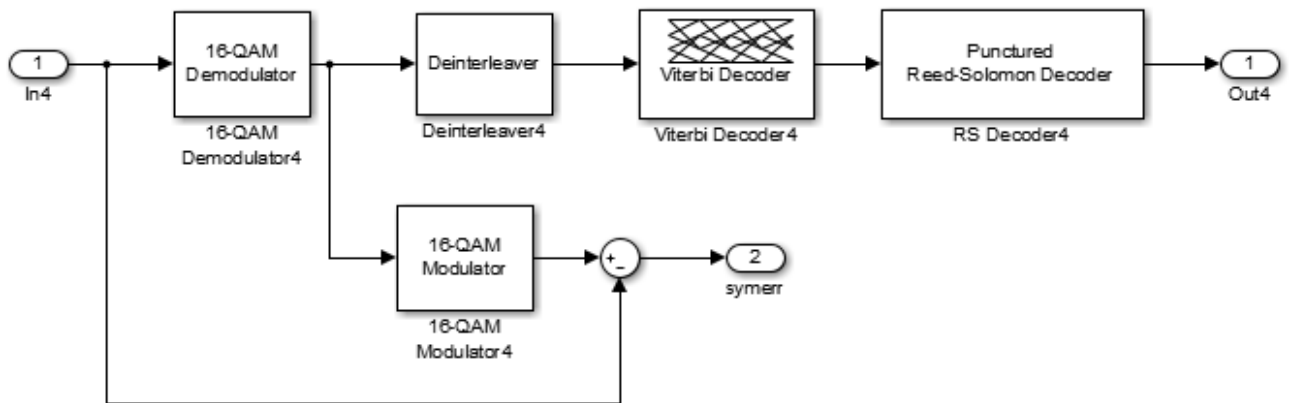 1
In4
16-QAM
Demodulator
16-QAM
Demodulator4
Deinterleaver
Deinterleaver4
Viterbi Decoder
Viterbi Decoder4
Punctured
Reed-Solomon Decoder
RS Decoder4
1
Out4
16-QAM
Modulator
16-QAM
Modulator4
+
-
2
symerr